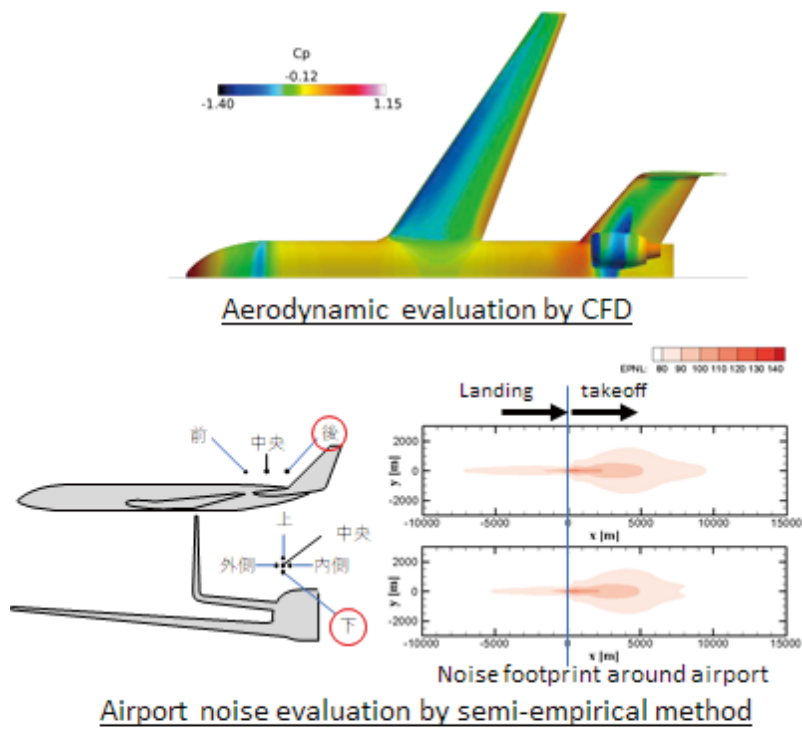 Cp
-0.12
-1.40
1.15
Aerodynamic evaluation by CFD
EPNL: 80 90 100 110 120 130 140
Landing
takeoff
前
中央
後
上
中央
外側
内側
下
2000
0
-2000
y [m]
-10000
-5000
0
5000
10000
15000
x [m]
2000
0
-2000
y [m]
-10000
-5000
0
5000
10000
15000
x [m]
Noise footprint around airport
Airport noise evaluation by semi-empirical method